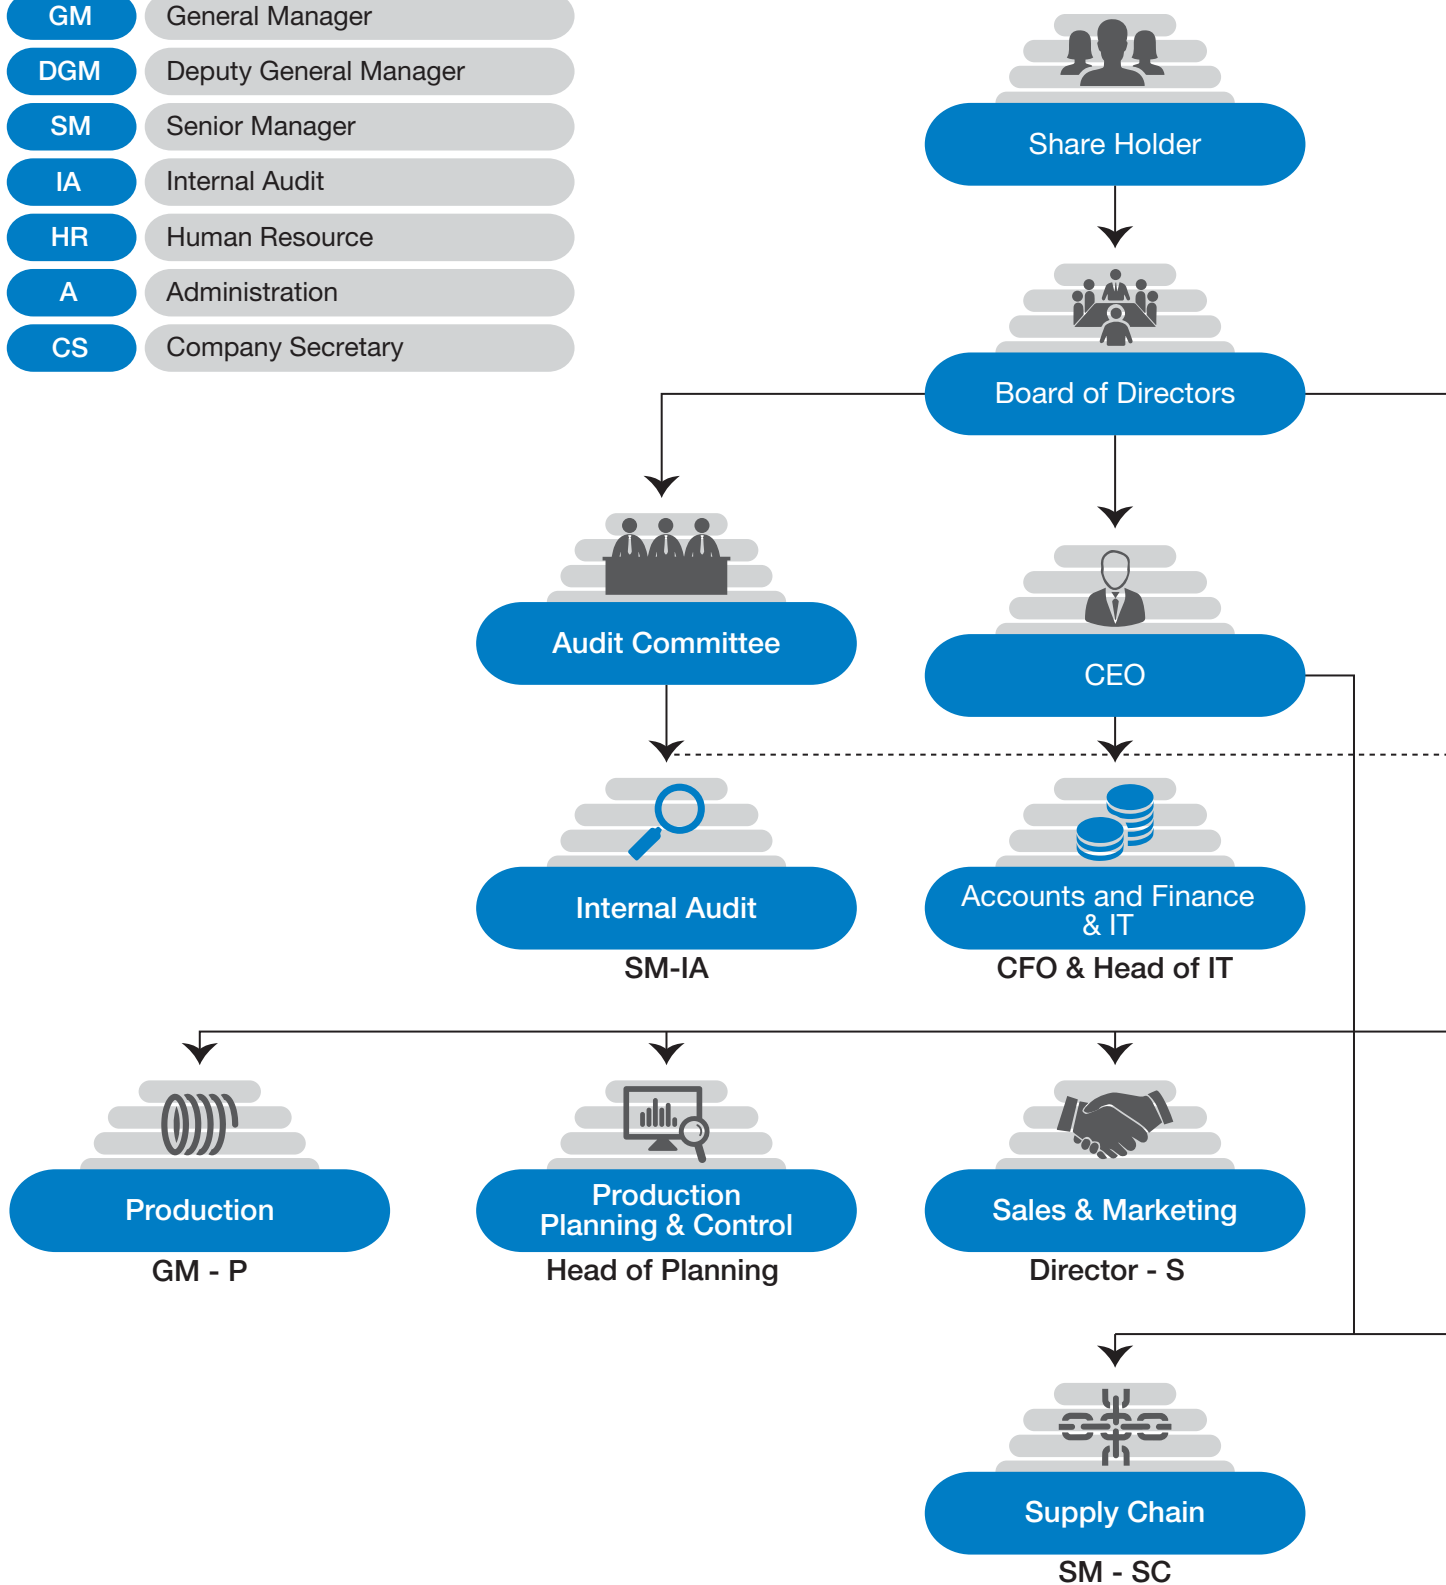 GM General Manager
DGM Deputy General Manager
SM Senior Manager
IA Internal Audit
HR Human Resource
A Administration
CS Company Secretary
Share Holder
Board of Directors
Audit Committee
CEO
Internal Audit
SM-IA
Accounts and Finance
& IT
CFO & Head of IT
Production
GM - P
Production
Planning & Control
Head of Planning
Sales & Marketing
Director - S
Supply Chain
SM - SC